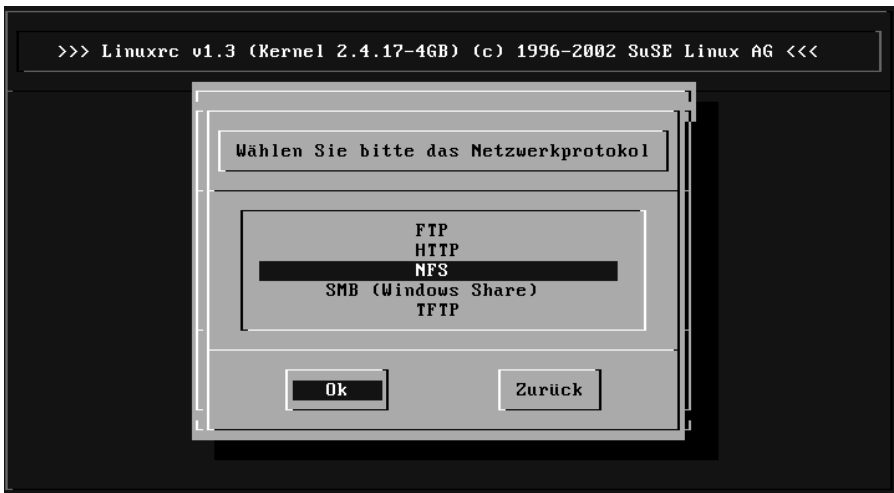 >>> Linuxrc v1.3 (Kernel 2.4.17-4GB) (c) 1996-2002 SuSE Linux AG <<<
Wählen Sie bitte das Netzwerkprotokol
FTP
HTTP
NFS
SMB (Windows Share)
TFTP
Ok Zurück